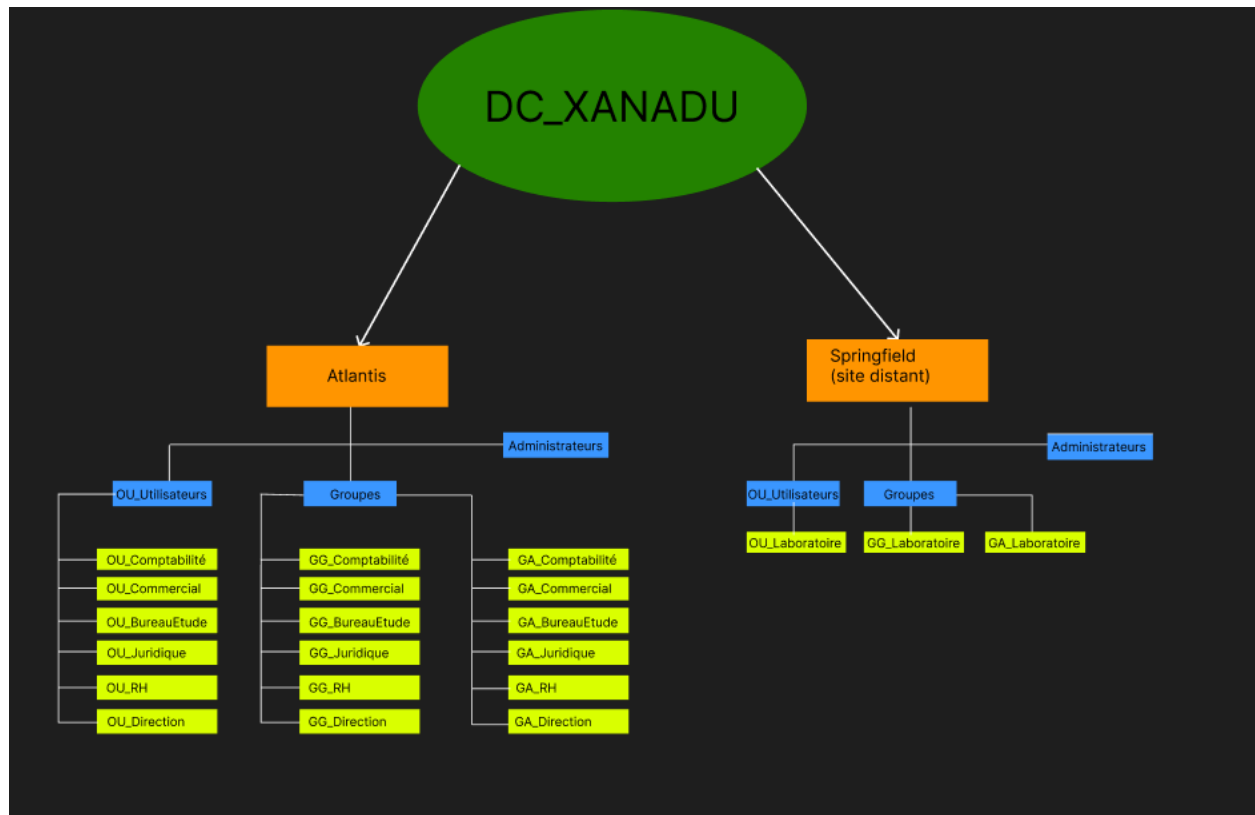 DC_XANADU
Atlantis
Administrateurs
OU_Utilisateurs
Groupes
OU_Comptabilité
GG_Comptabilité
GA_Comptabilité
OU_Commercial
GG_Commercial
GA_Commercial
OU_BureauEtude
GG_BureauEtude
GA_BureauEtude
OU_Juridique
GG_Juridique
GA_Juridique
OU_RH
GG_RH
GA_RH
OU_Direction
GG_Direction
GA_Direction
Springfield
(site distant)
Administrateurs
OU_Utilisateurs
Groupes
OU_Laboratoire
GG_Laboratoire
GA_Laboratoire